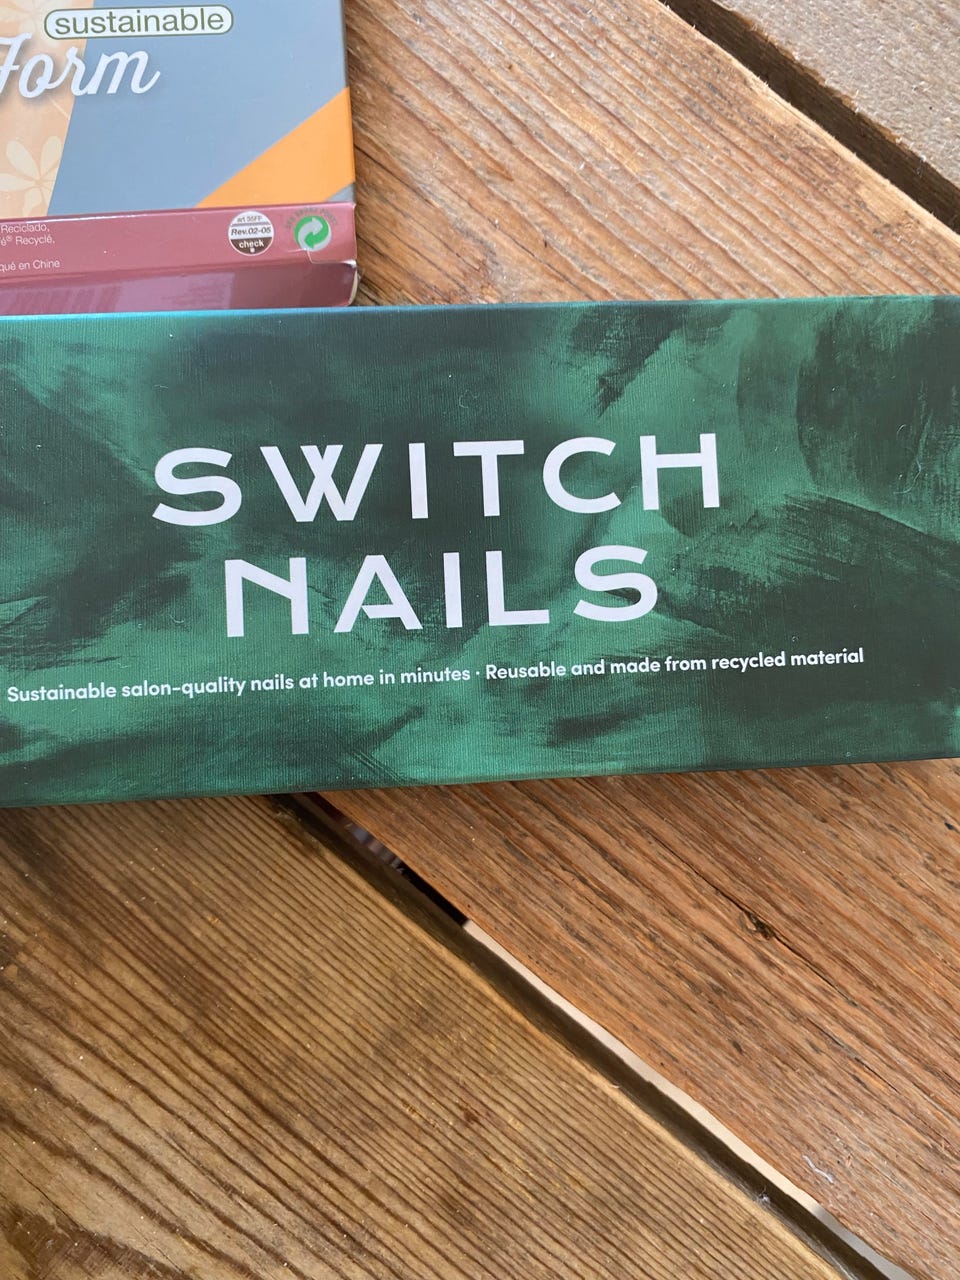 sustainable
Form
Reciclado,
é® Recyclé,
qué en Chine
Rev.02-05
check
SWITCH
NAILS
Sustainable salon-quality nails at home in minutes · Reusable and made from recycled material